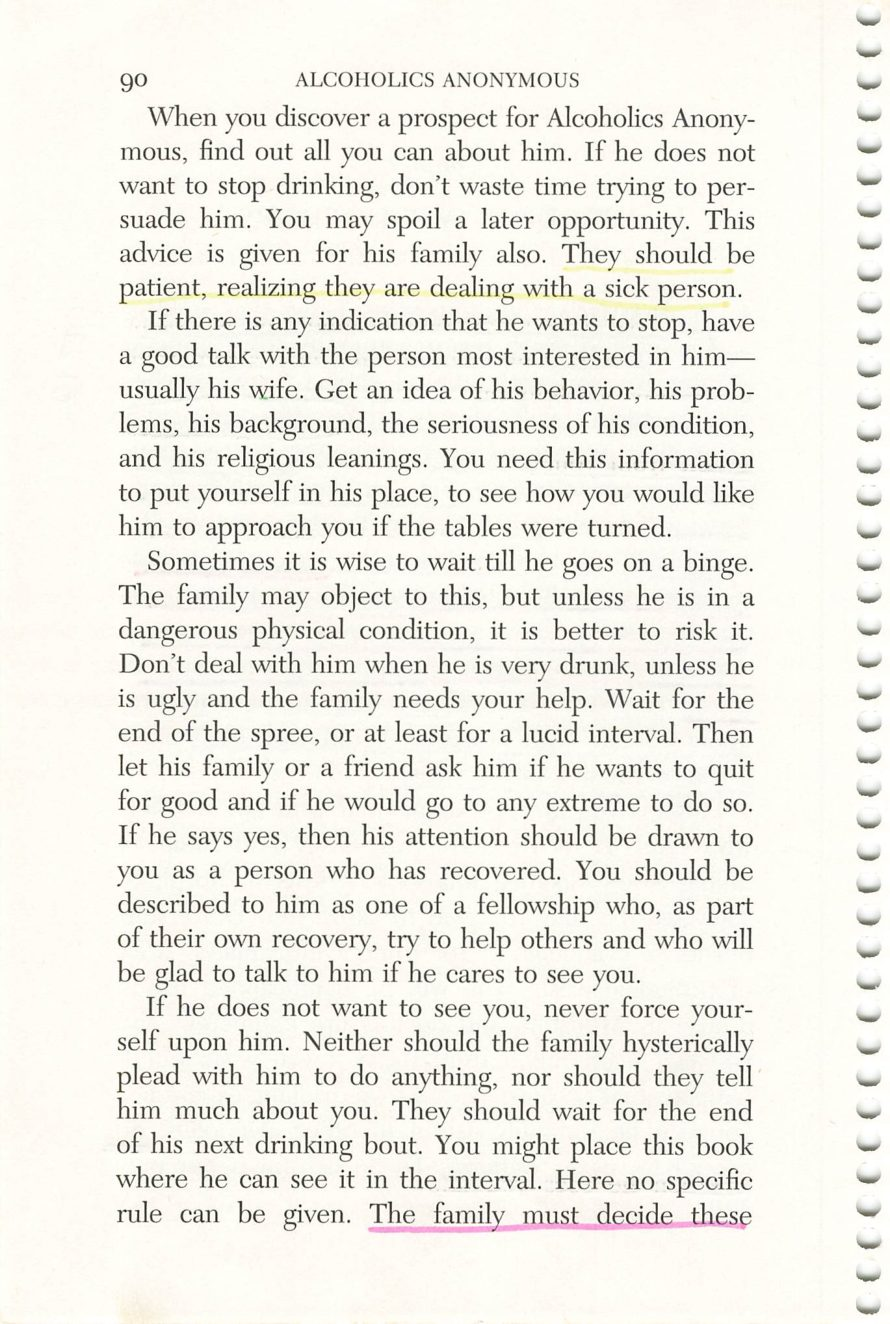 90 ALCOHOLICS ANONYMOUS
When you discover a prospect for Alcoholics Anony-
mous, find out all you can about him. If he does not
want to stop drinking, don't waste time trying to per-
suade him. You may spoil a later opportunity. This
advice is given for his family also. They should be
patient, realizing they are dealing with a sick person.
If there is any indication that he wants to stop, have
a good talk with the person most interested in him—
usually his wife. Get an idea of his behavior, his prob-
lems, his background, the seriousness of his condition,
and his religious leanings. You need this information
to put yourself in his place, to see how you would like
him to approach you if the tables were turned.
Sometimes it is wise to wait till he goes on a binge.
The family may object to this, but unless he is in a
dangerous physical condition, it is better to risk it.
Don't deal with him when he is very drunk, unless he
is ugly and the family needs your help. Wait for the
end of the spree, or at least for a lucid interval. Then
let his family or a friend ask him if he wants to quit
for good and if he would go to any extreme to do so.
If he says yes, then his attention should be drawn to
you as a person who has recovered. You should be
described to him as one of a fellowship who, as part
of their own recovery, try to help others and who will
be glad to talk to him if he cares to see you.
If he does not want to see you, never force your-
self upon him. Neither should the family hysterically
plead with him to do anything, nor should they tell
him much about you. They should wait for the end
of his next drinking bout. You might place this book
where he can see it in the interval. Here no specific
rule can be given. The family must decide these